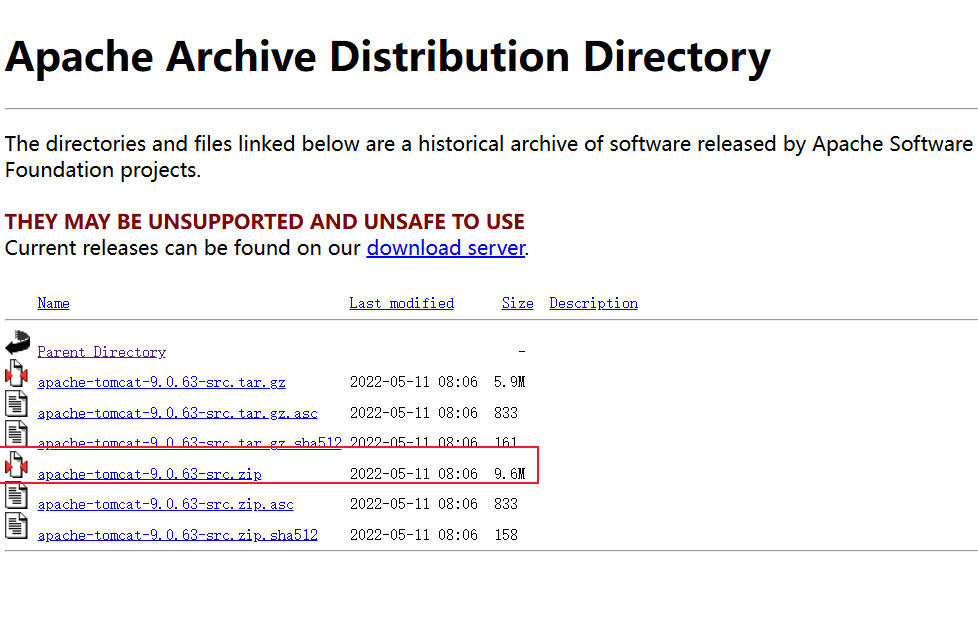 Apache Archive Distribution Directory
The directories and files linked below are a historical archive of software released by Apache Software
Foundation projects.
THEY MAY BE UNSUPPORTED AND UNSAFE TO USE
Current releases can be found on our download server.
Name Last modified Size Description
Parent Directory -
apache-tomcat-9.0.63-src.tar.gz 2022-05-11 08:06 5.9M
apache-tomcat-9.0.63-src.tar.gz.asc 2022-05-11 08:06 833
apache-tomcat-9.0.63-src.tar.gz.sha512 2022-05-11 08:06 161
apache-tomcat-9.0.63-src.zip 2022-05-11 08:06 9.6M
apache-tomcat-9.0.63-src.zip.asc 2022-05-11 08:06 833
apache-tomcat-9.0.63-src.zip.sha512 2022-05-11 08:06 158